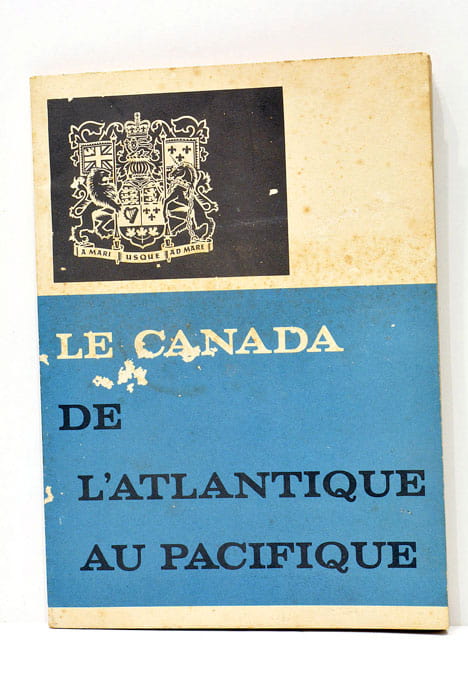 A MARI USQUE AD MARE
LE CANADA
DE
L'ATLANTIQUE
AU PACIFIQUE